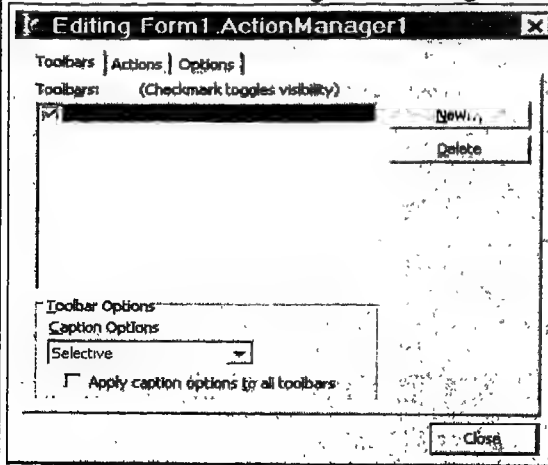 Editing Form1.ActionManager1
Toolbars Actions Options
Toolbars: (Checkmark toggles visibility)
New...
Delete
Toolbar Options
Caption Options
Selective
Apply caption options to all toolbars
Close